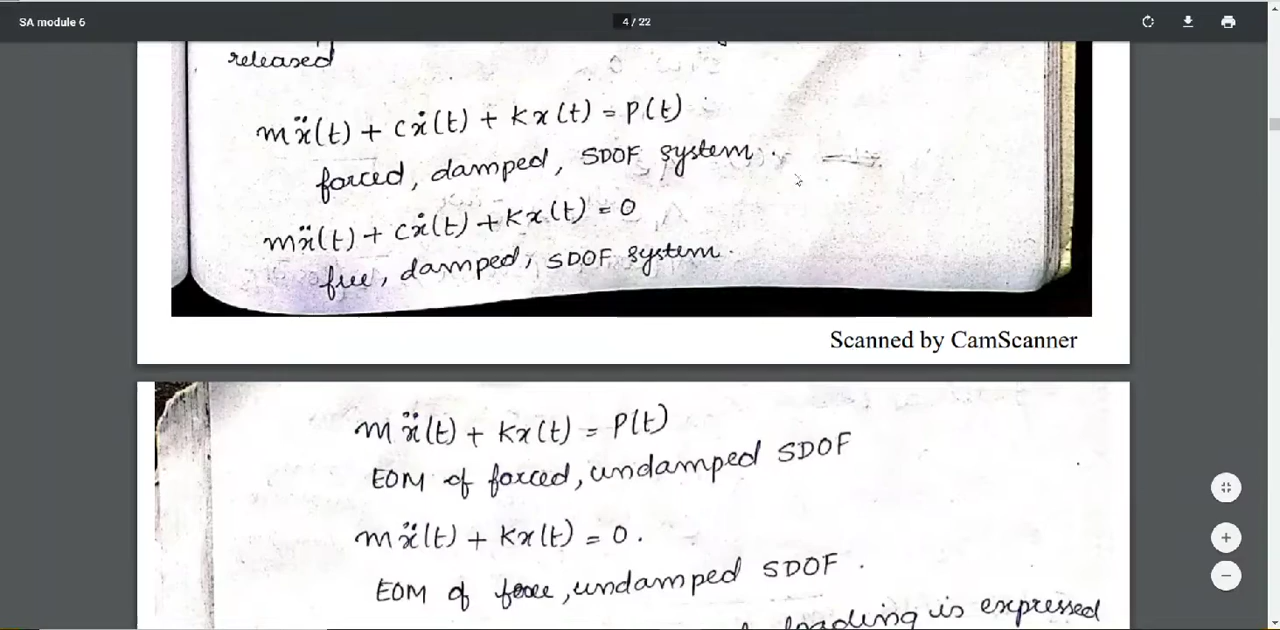 SA module 6
4 / 22
released
mẍ(t) + cẋ(t) + kx(t) = P(t)
forced, damped, SDOF system.
mẍ(t) + cẋ(t) + kx(t) = 0
free, damped, SDOF system.
Scanned by CamScanner
mẍ(t) + kx(t) = P(t)
EOM of forced, undamped SDOF
mẍ(t) + kx(t) = 0.
EOM of , undamped SDOF.
loading is expressed